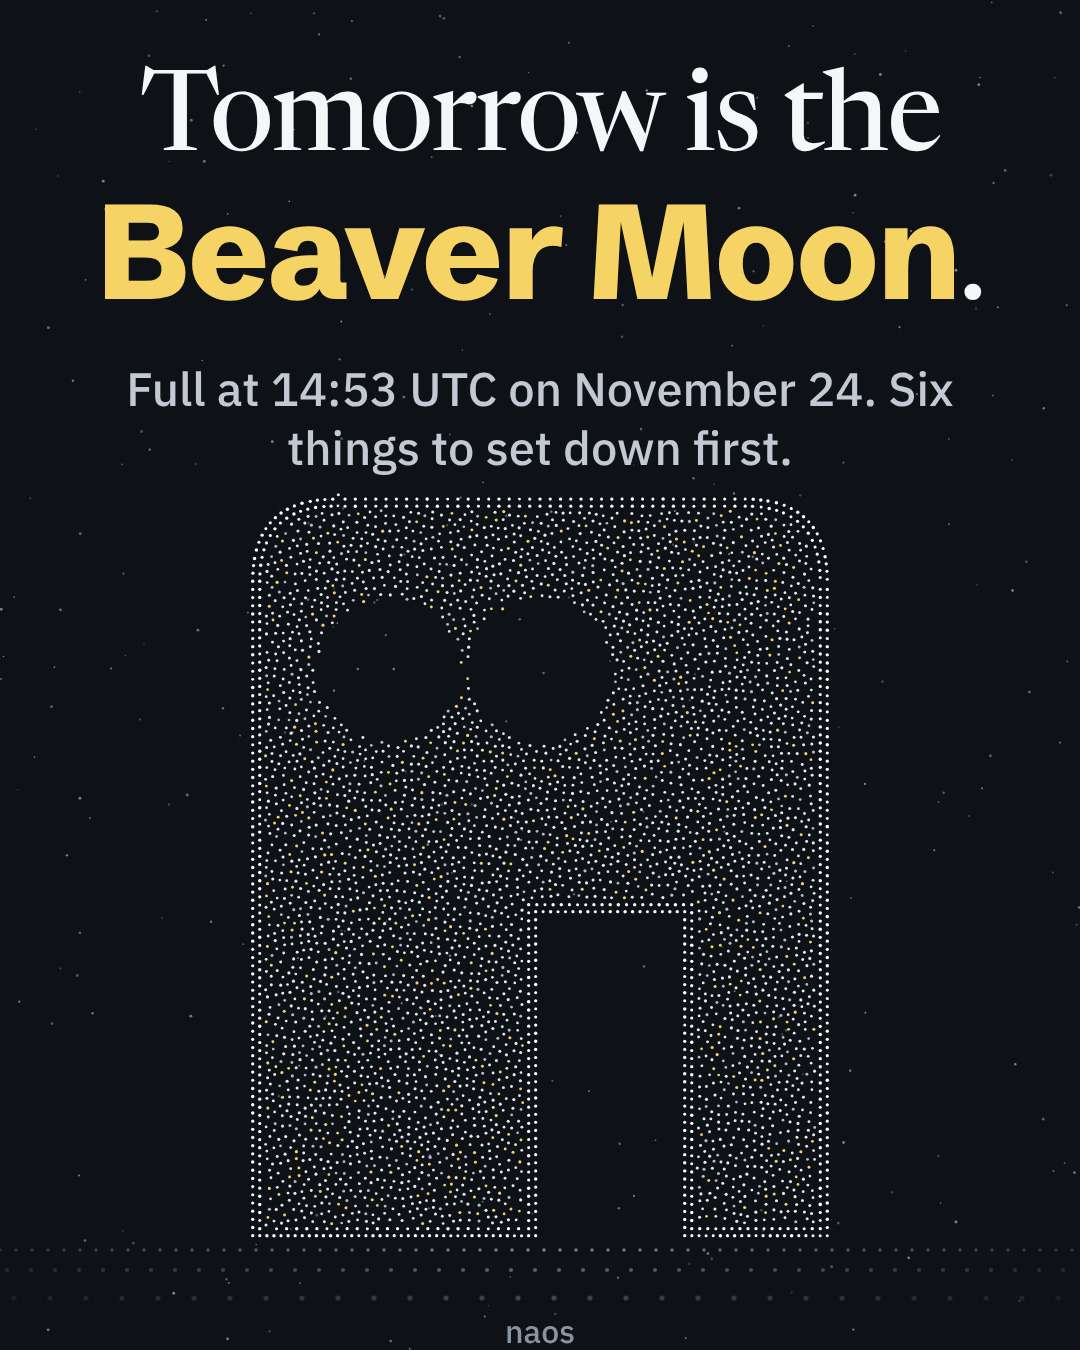 Tomorrow is the
Beaver Moon.
Full at 14:53 UTC on November 24. Six
things to set down first.
naos